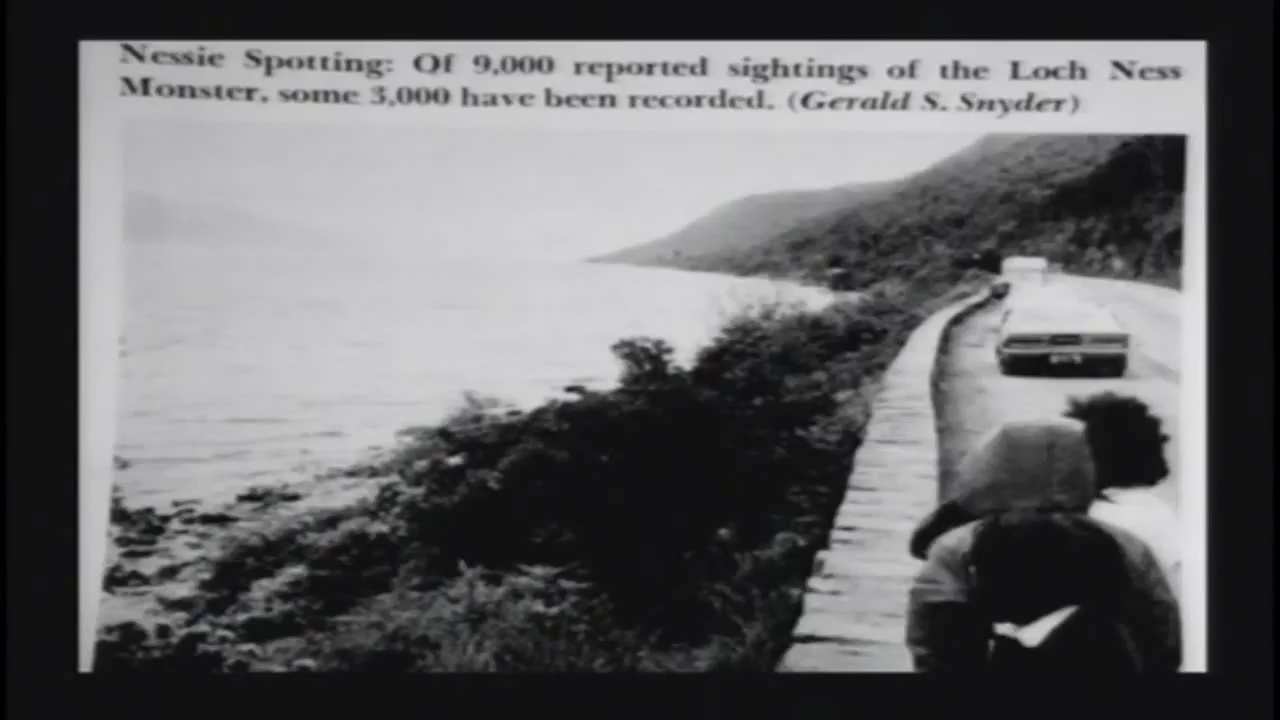 Nessie Spotting: Of 9,000 reported sightings of the Loch Ness
Monster, some 3,000 have been recorded. (Gerald S. Snyder)